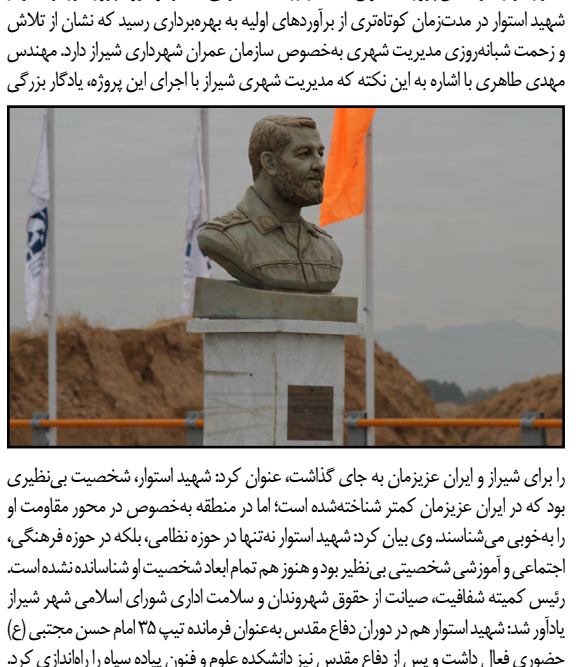 شهید استوار در مدت‌زمان کوتاه‌تری از برآوردهای اولیه به بهره‌برداری رسید که نشان از تلاش
و زحمت شبانه‌روزی مدیریت شهری به‌خصوص سازمان عمران شهرداری شیراز دارد. مهندس
مهدی طاهری با اشاره به این نکته که مدیریت شهری شیراز با اجرای این پروژه، یادگار بزرگی
را برای شیراز و ایران عزیزمان به جای گذاشت، عنوان کرد: شهید استوار، شخصیت بی‌نظیری
بود که در ایران عزیزمان کمتر شناخته‌شده است؛ اما در منطقه به‌خصوص در محور مقاومت او
را به‌خوبی می‌شناسند. وی بیان کرد: شهید استوار نه‌تنها در حوزه نظامی، بلکه در حوزه فرهنگی،
اجتماعی و آموزشی شخصیتی بی‌نظیر بود و هنوز هم تمام ابعاد شخصیت او شناسانده نشده است.
رئیس کمیته شفافیت، صیانت از حقوق شهروندان و سلامت اداری شورای اسلامی شهر شیراز
یادآور شد: شهید استوار هم در دوران دفاع مقدس به‌عنوان فرمانده تیپ ۳۵ امام حسن مجتبی (ع)
حضوری فعال داشت و پس از دفاع مقدس نیز دانشکده علوم و فنون پیاده سپاه را راه‌اندازی کرد.